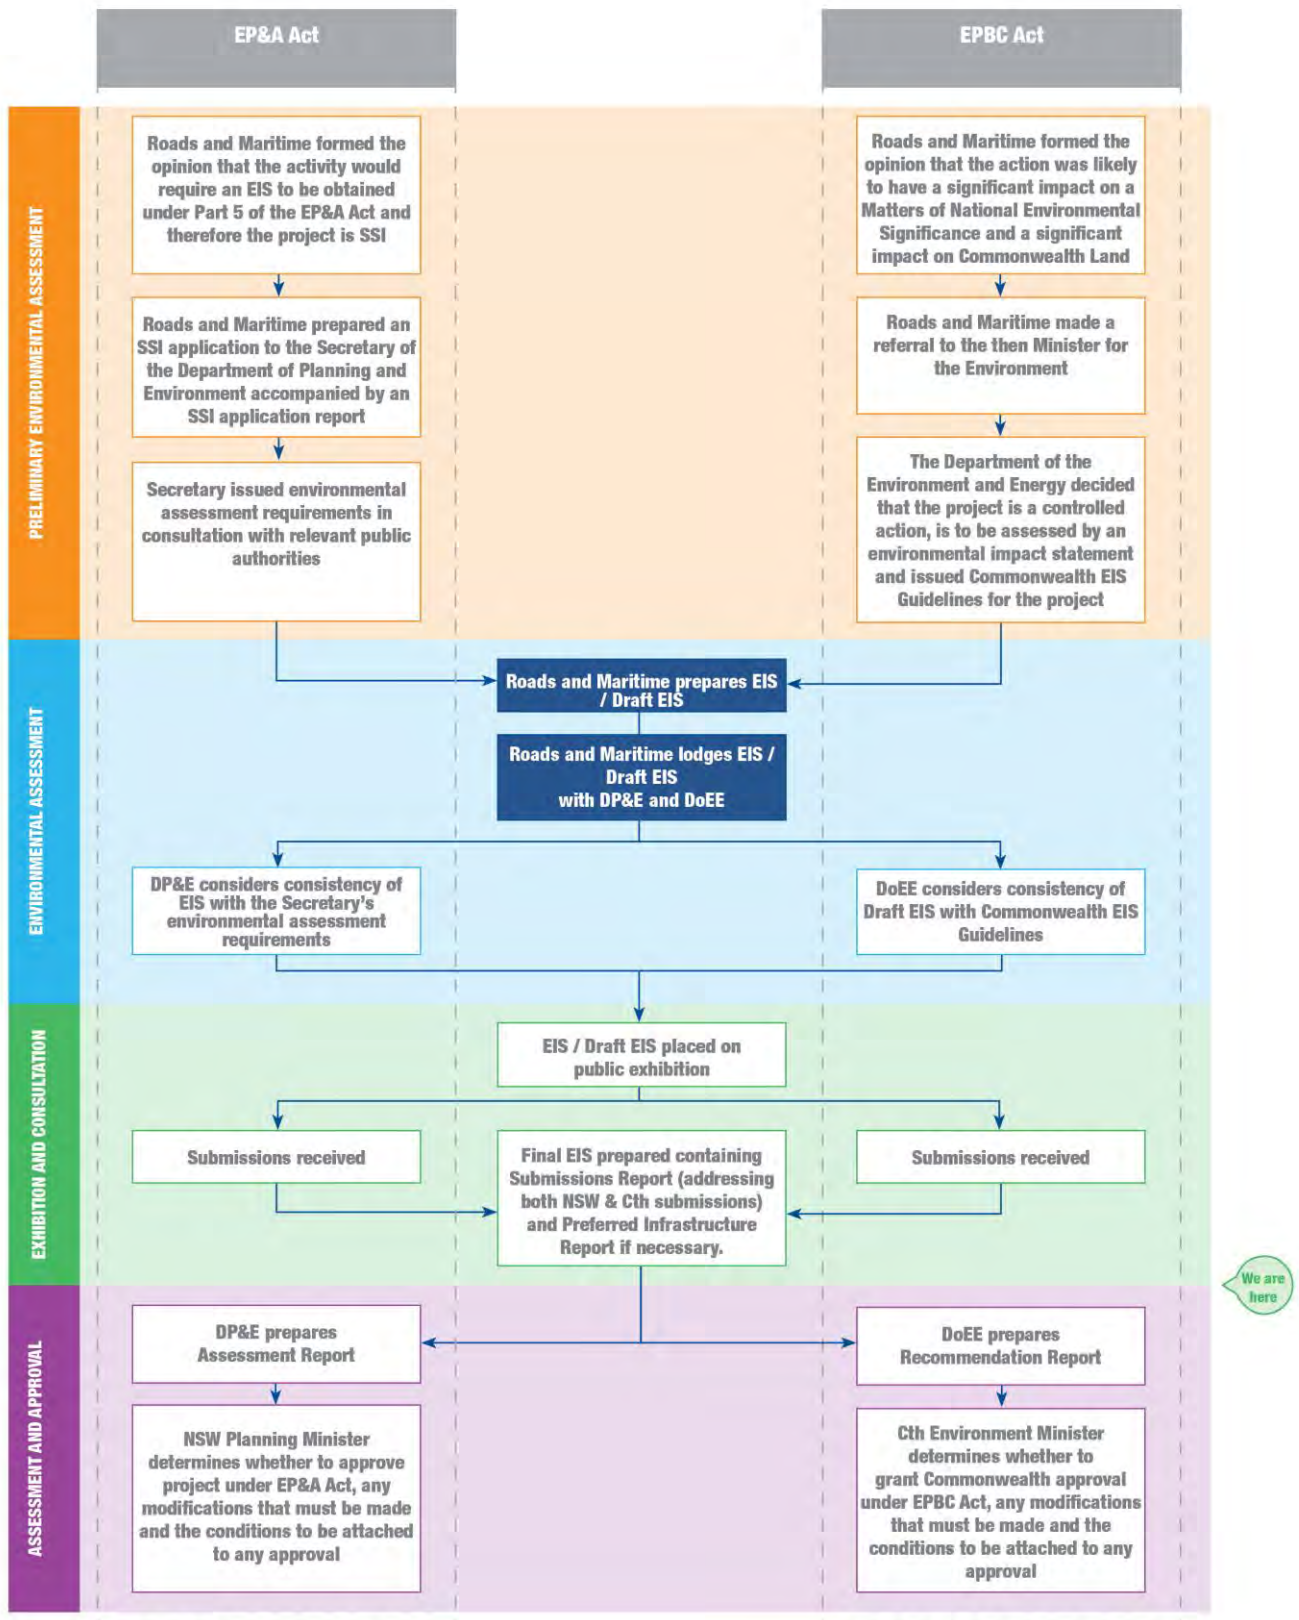 EP&A Act
EPBC Act
PRELIMINARY ENVIRONMENTAL ASSESSMENT
Roads and Maritime formed the
opinion that the activity would
require an EIS to be obtained
under Part 5 of the EP&A Act and
therefore the project is SSI
Roads and Maritime formed the
opinion that the action was likely
to have a significant impact on a
Matters of National Environmental
Significance and a significant
impact on Commonwealth Land
Roads and Maritime prepared an
SSI application to the Secretary of
the Department of Planning and
Environment accompanied by an
SSI application report
Roads and Maritime made a
referral to the then Minister for
the Environment
Secretary issued environmental
assessment requirements in
consultation with relevant public
authorities
The Department of the
Environment and Energy decided
that the project is a controlled
action, is to be assessed by an
environmental impact statement
and issued Commonwealth EIS
Guidelines for the project
ENVIRONMENTAL ASSESSMENT
Roads and Maritime prepares EIS
/ Draft EIS
Roads and Maritime lodges EIS /
Draft EIS
with DP&E and DoEE
DP&E considers consistency of
EIS with the Secretary's
environmental assessment
requirements
DoEE considers consistency of
Draft EIS with Commonwealth EIS
Guidelines
EXHIBITION AND CONSULTATION
EIS / Draft EIS placed on
public exhibition
Submissions received
Final EIS prepared containing
Submissions Report (addressing
both NSW & Cth submissions)
and Preferred Infrastructure
Report if necessary.
Submissions received
We are
here
ASSESSMENT AND APPROVAL
DP&E prepares
Assessment Report
DoEE prepares
Recommendation Report
NSW Planning Minister
determines whether to approve
project under EP&A Act, any
modifications that must be made
and the conditions to be attached
to any approval
Cth Environment Minister
determines whether to
grant Commonwealth approval
under EPBC Act, any modifications
that must be made and the
conditions to be attached to any
approval